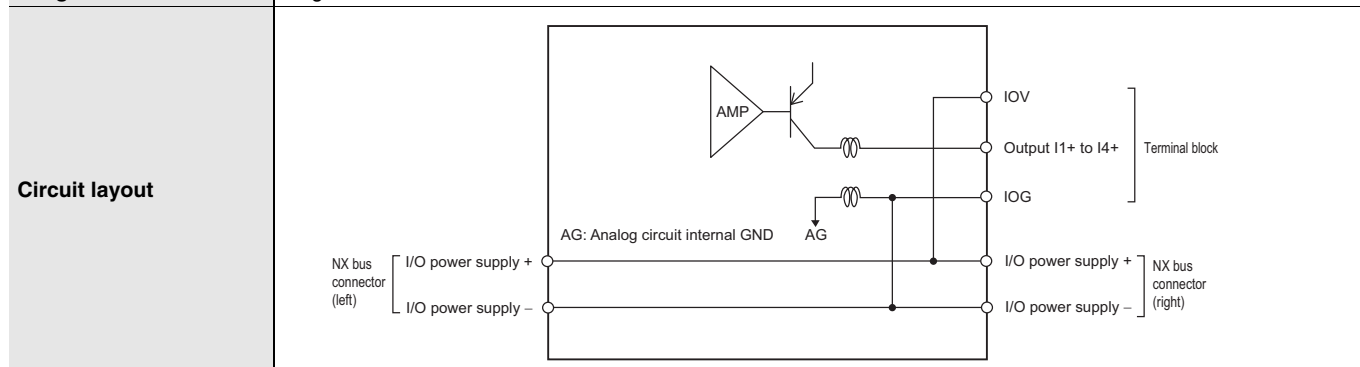 Circuit layout
AMP
IOV
Output I1+ to I4+
Terminal block
IOG
AG: Analog circuit internal GND
AG
NX bus
connector
(left)
I/O power supply +
I/O power supply –
I/O power supply +
I/O power supply –
NX bus
connector
(right)